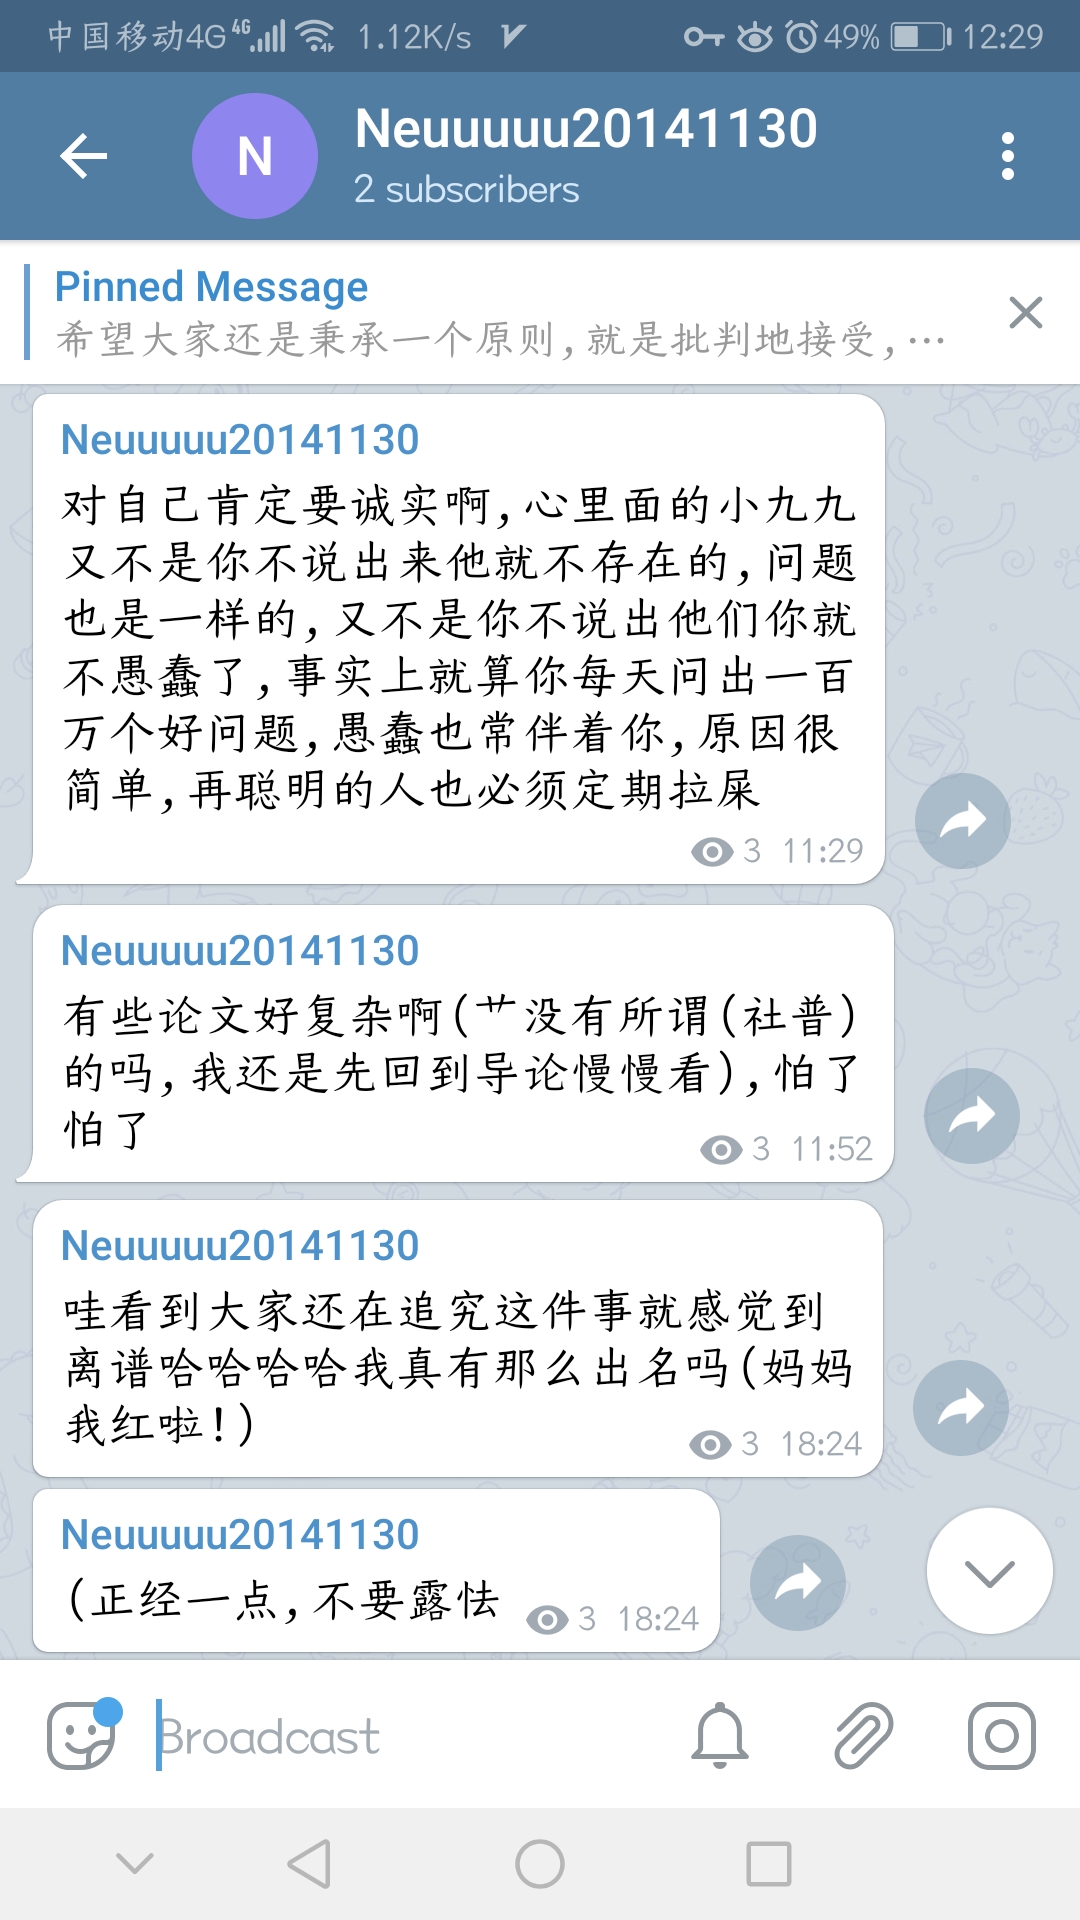 中国移动4G 4G 1.12K/s 49% 12:29
N
Neuuuuu20141130
2 subscribers
Pinned Message
希望大家还是秉承一个原则,就是批判地接受,…
Neuuuuu20141130
对自己肯定要诚实啊,心里面的小九九
又不是你不说出来他就不存在的,问题
也是一样的,又不是你不说出他们你就
不愚蠢了,事实上就算你每天问出一百
万个好问题,愚蠢也常伴着你,原因很
简单,再聪明的人也必须定期拉屎
3 11:29
Neuuuuu20141130
有些论文好复杂啊(艹没有所谓(社普)
的吗,我还是先回到导论慢慢看),怕了
怕了
3 11:52
Neuuuuu20141130
哇看到大家还在追究这件事就感觉到
离谱哈哈哈哈我真有那么出名吗(妈妈
我红啦!)
3 18:24
Neuuuuu20141130
(正经一点,不要露怯
3 18:24
Broadcast